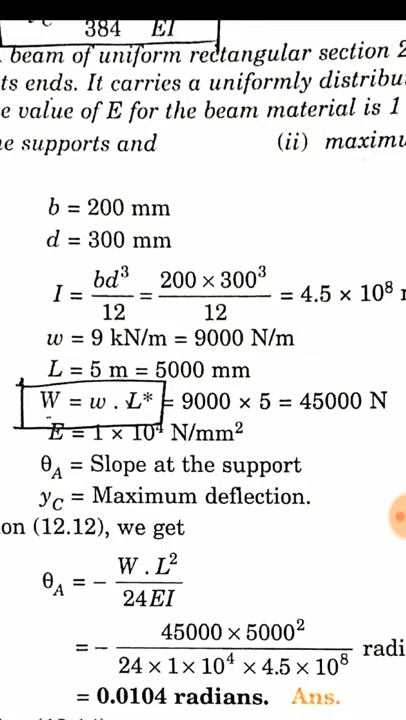 384 EI
beam of uniform rectangular section 2
ts ends. It carries a uniformly distribu
e value of E for the beam material is 1
e supports and (ii) maximu
b = 200 mm
d = 300 mm
I = bd³/12 = 200 × 300³/12 = 4.5 × 10⁸
w = 9 kN/m = 9000 N/m
L = 5 m = 5000 mm
W = w . L* = 9000 × 5 = 45000 N
E = 1 × 10⁴ N/mm²
θA = Slope at the support
yC = Maximum deflection.
on (12.12), we get
θA = − W . L²/24EI
= − 45000 × 5000²/24 × 1 × 10⁴ × 4.5 × 10⁸ radi
= 0.0104 radians. Ans.